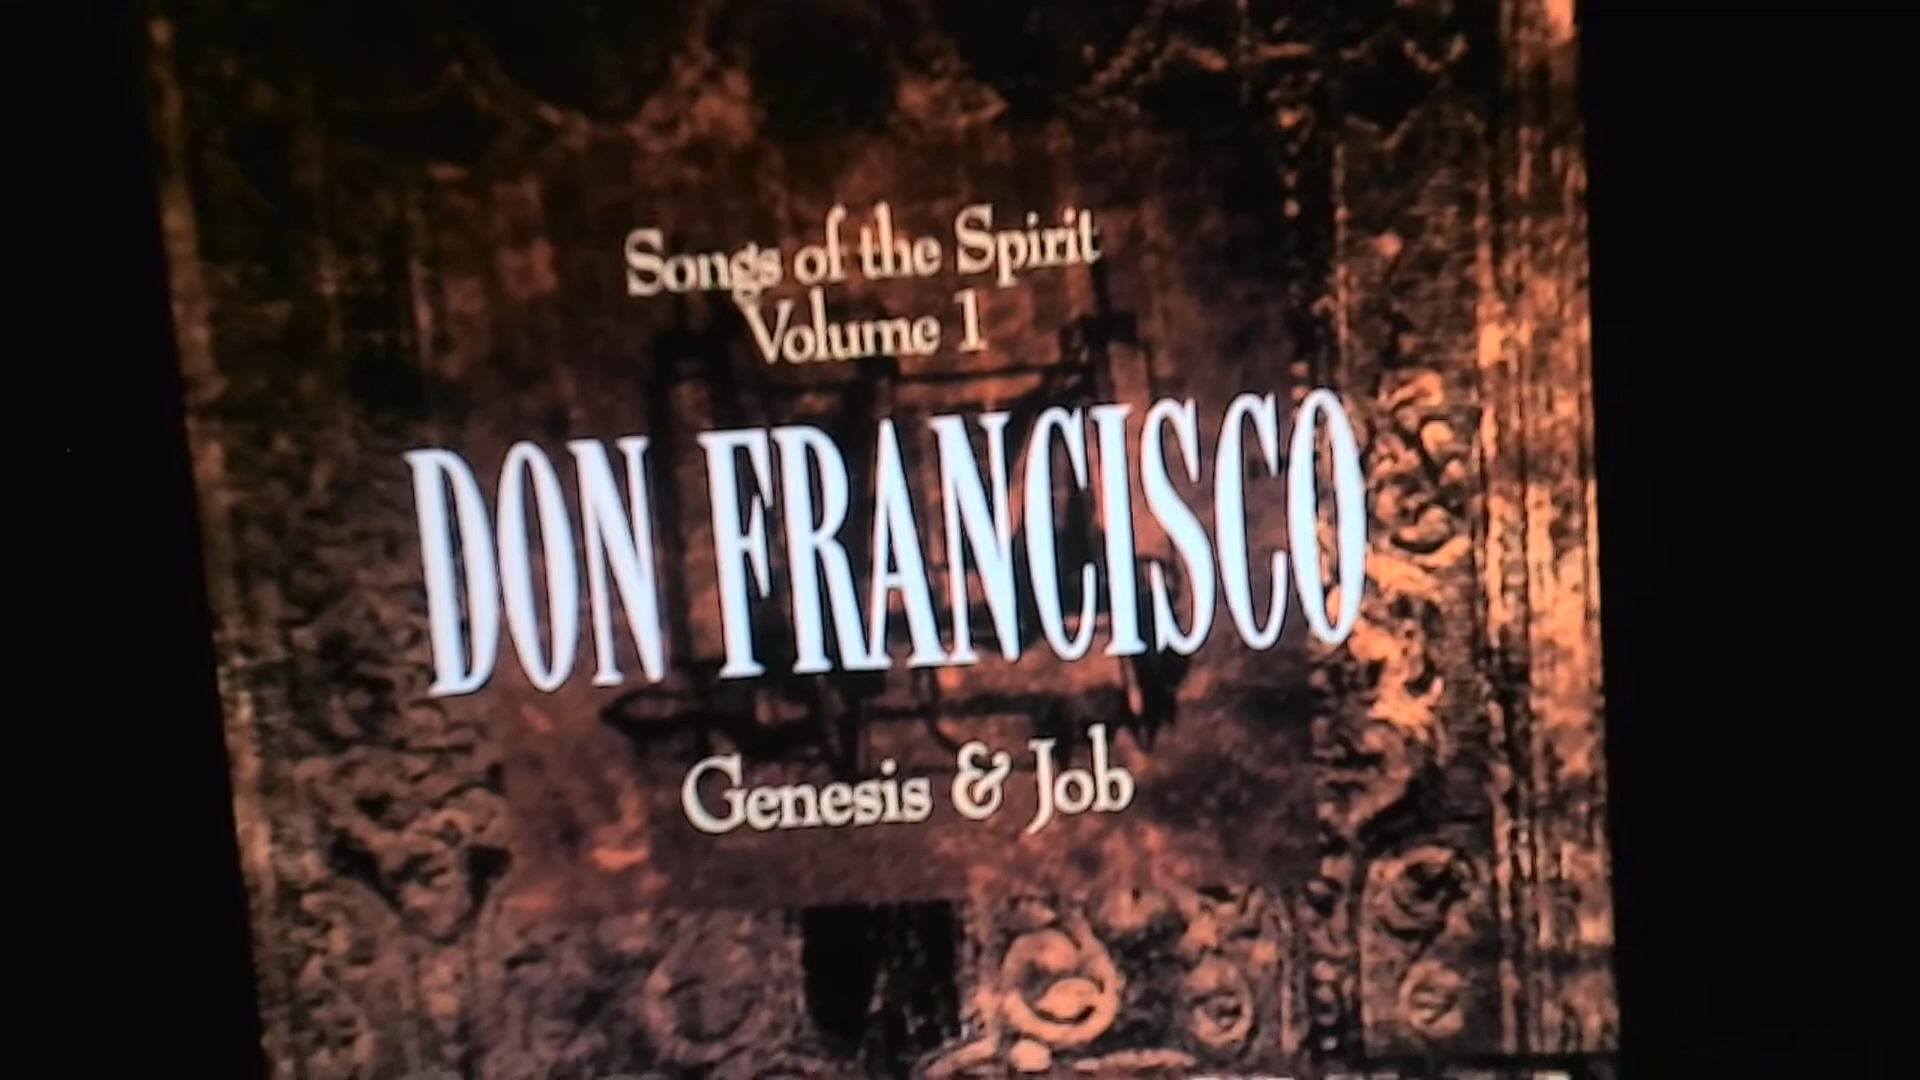 Songs of the Spirit
Volume 1
DON FRANCISCO
Genesis & Job